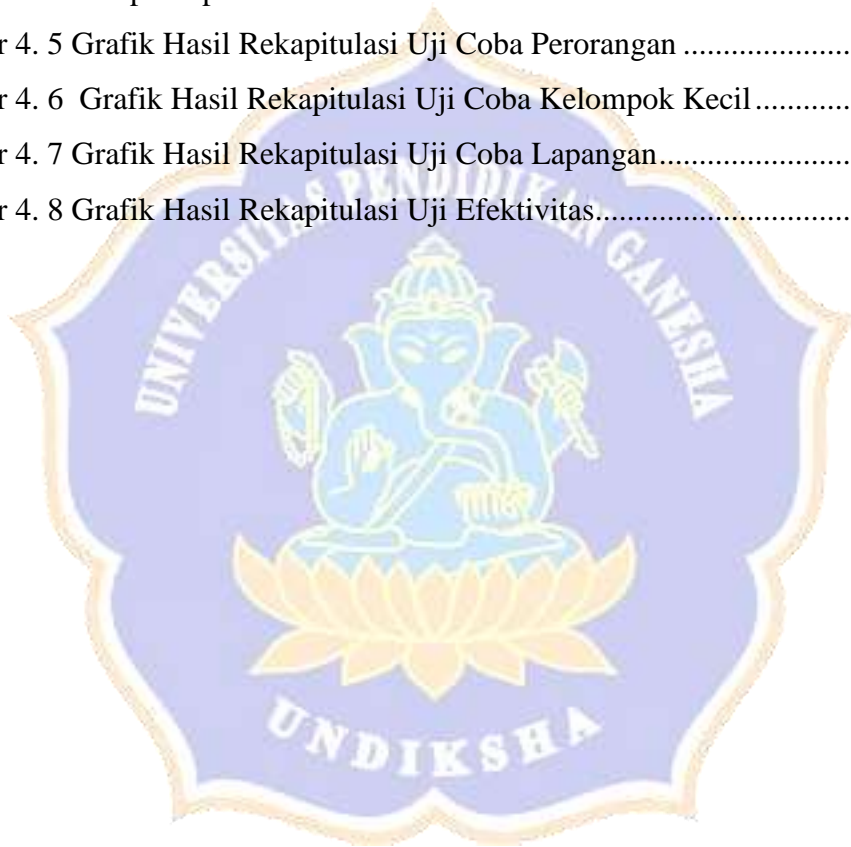 r 4. 5 Grafik Hasil Rekapitulasi Uji Coba Perorangan .....................
r 4. 6  Grafik Hasil Rekapitulasi Uji Coba Kelompok Kecil ............
r 4. 7 Grafik Hasil Rekapitulasi Uji Coba Lapangan........................
r 4. 8 Grafik Hasil Rekapitulasi Uji Efektivitas................................
UNIVERSITAS PENDIDIKAN GANESHA
UNDIKSHA